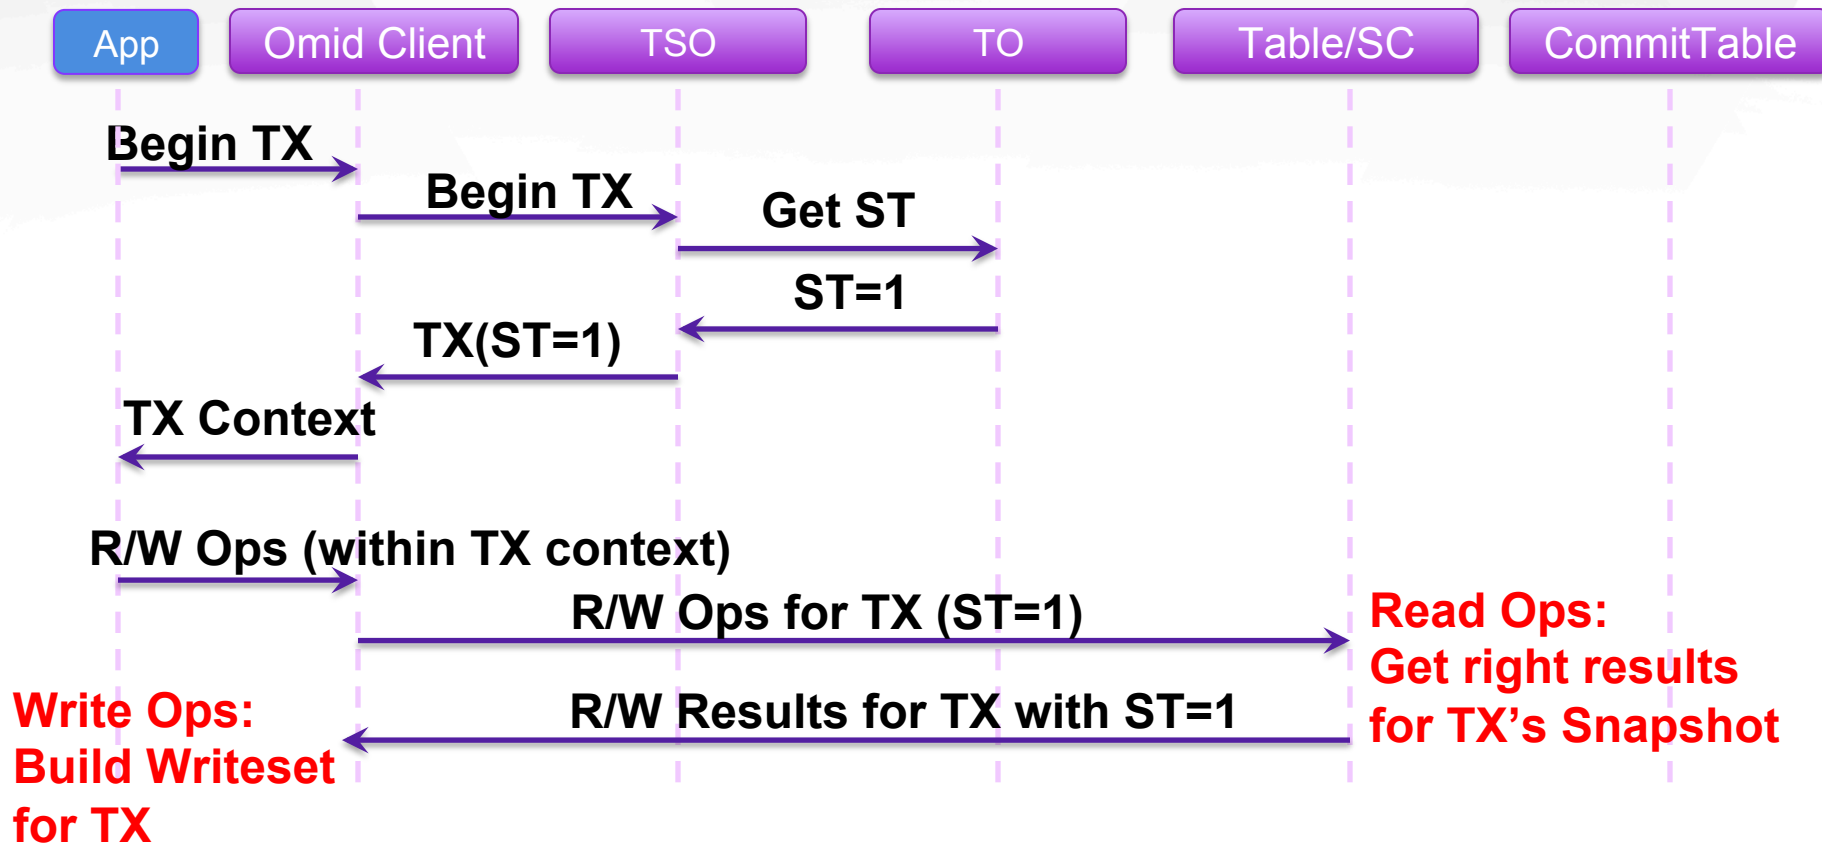 App
Omid Client
TSO
TO
Table/SC
CommitTable
Begin TX
Begin TX
Get ST
ST=1
TX(ST=1)
TX Context
R/W Ops (within TX context)
R/W Ops for TX (ST=1)
Read Ops:
Get right results
for TX’s Snapshot
R/W Results for TX with ST=1
Write Ops:
Build Writeset
for TX